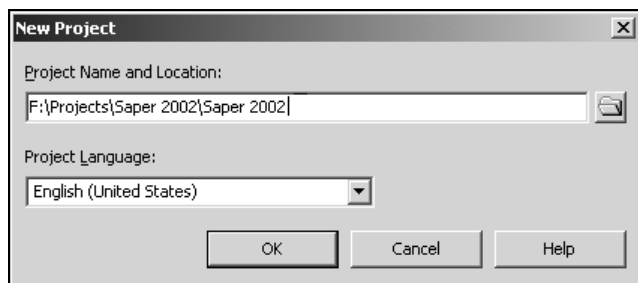 New Project
Project Name and Location:
F:\Projects\Saper 2002\Saper 2002
Project Language:
English (United States)
OK Cancel Help